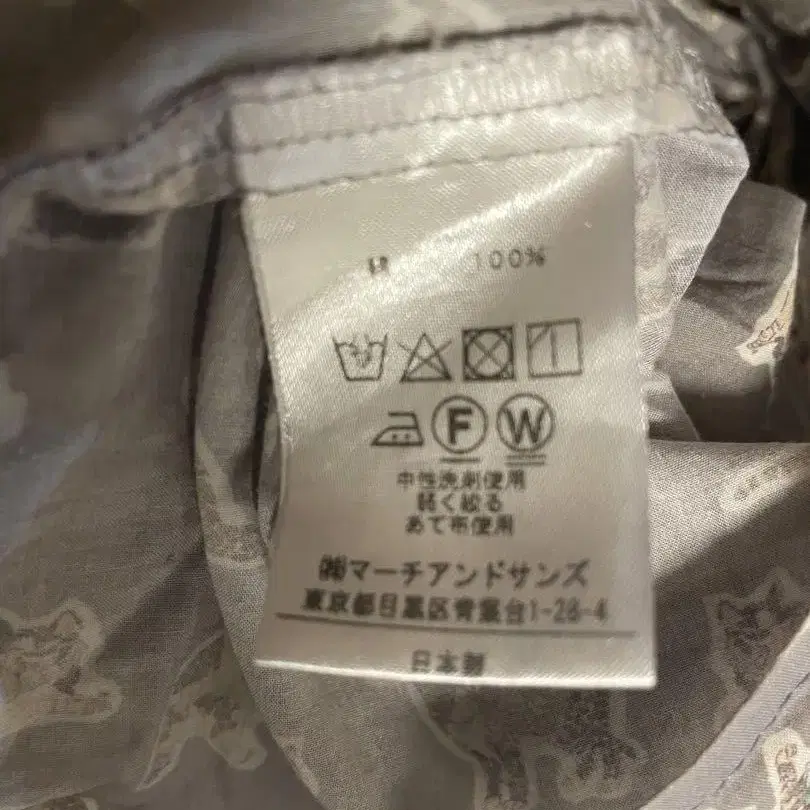 100%
F W
中性洗剤使用
軽く絞る
あて布使用
㈱マーチアンドサンズ
東京都目黒区青葉台1-28-4
日本製